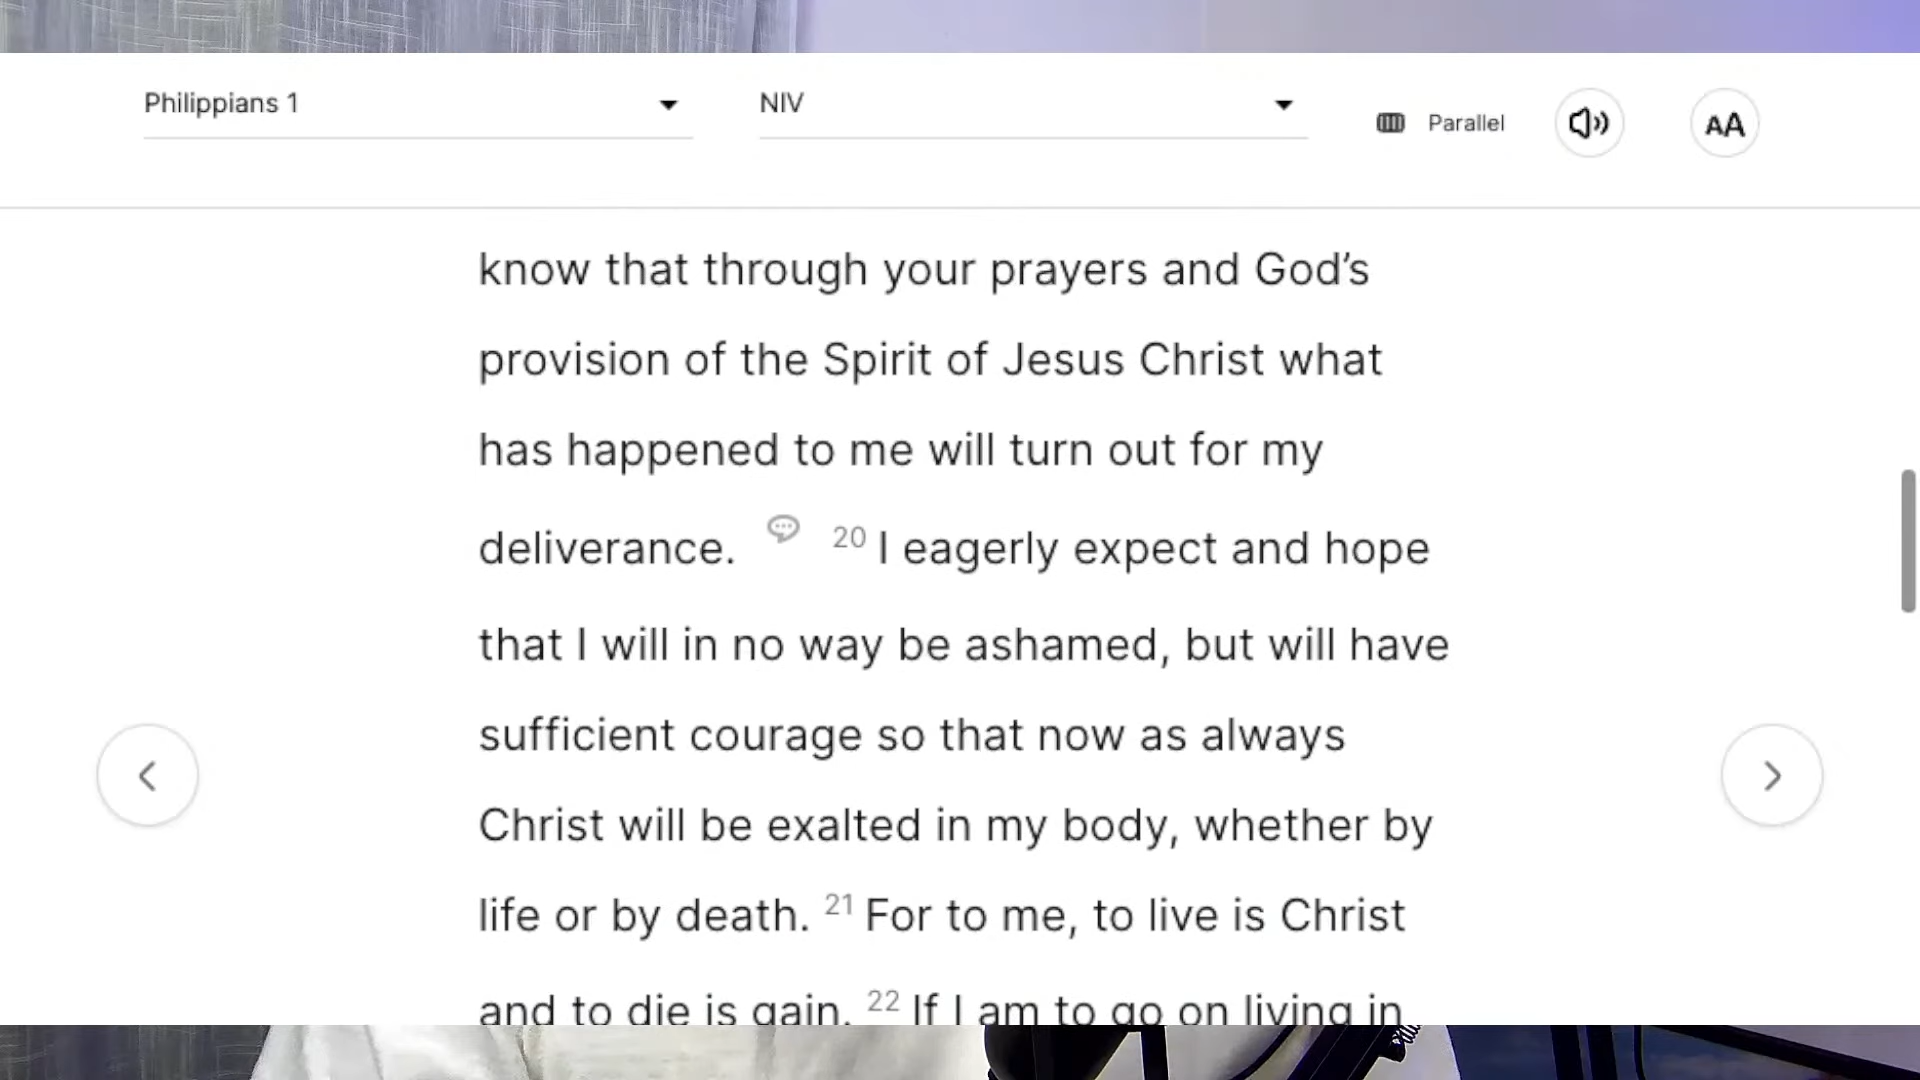 Philippians 1
NIV
Parallel
AA
know that through your prayers and God’s
provision of the Spirit of Jesus Christ what
has happened to me will turn out for my
deliverance. 20 I eagerly expect and hope
that I will in no way be ashamed, but will have
sufficient courage so that now as always
Christ will be exalted in my body, whether by
life or by death. 21 For to me, to live is Christ
and to die is gain. 22 If I am to go on living in